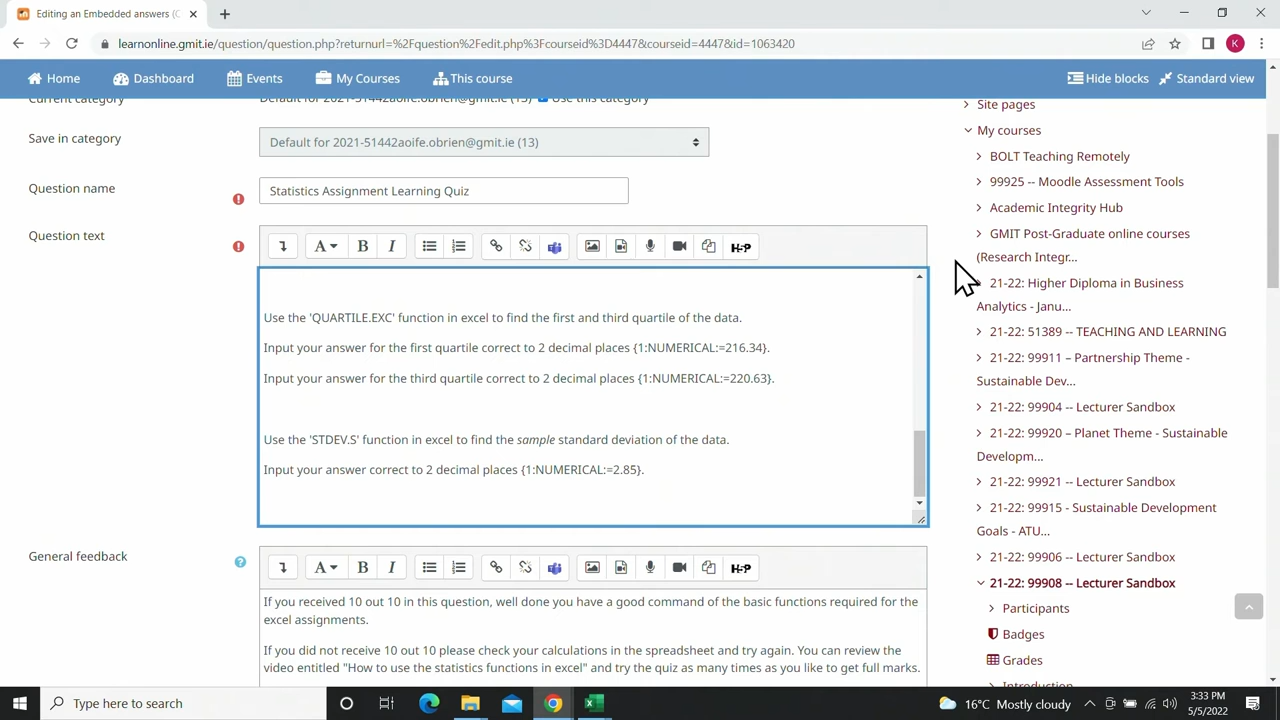 Editing an Embedded answers (C
learnonline.gmit.ie/question/question.php?returnurl=%2Fquestion%2Fedit.php%3Fcourseid%3D4447&courseid=4447&id=1063420
K
Home
Dashboard
Events
My Courses
This course
Hide blocks
Standard view
Current category
Default for 2021-51442aoife.obrien@gmit.ie (13)
Use this category
Save in category
Default for 2021-51442aoife.obrien@gmit.ie (13)
Question name
Statistics Assignment Learning Quiz
Question text
A
B
I
H-P
Use the 'QUARTILE.EXC' function in excel to find the first and third quartile of the data.
Input your answer for the first quartile correct to 2 decimal places {1:NUMERICAL:=216.34}.
Input your answer for the third quartile correct to 2 decimal places {1:NUMERICAL:=220.63}.
Use the 'STDEV.S' function in excel to find the sample standard deviation of the data.
Input your answer correct to 2 decimal places {1:NUMERICAL:=2.85}.
General feedback
A
B
I
H-P
If you received 10 out 10 in this question, well done you have a good command of the basic functions required for the
excel assignments.
If you did not receive 10 out 10 please check your calculations in the spreadsheet and try again. You can review the
video entitled "How to use the statistics functions in excel" and try the quiz as many times as you like to get full marks.
Site pages
My courses
BOLT Teaching Remotely
99925 -- Moodle Assessment Tools
Academic Integrity Hub
GMIT Post-Graduate online courses
(Research Integr...
21-22: Higher Diploma in Business
Analytics - Janu...
21-22: 51389 -- TEACHING AND LEARNING
21-22: 99911 – Partnership Theme -
Sustainable Dev...
21-22: 99904 -- Lecturer Sandbox
21-22: 99920 – Planet Theme - Sustainable
Developm...
21-22: 99921 -- Lecturer Sandbox
21-22: 99915 - Sustainable Development
Goals - ATU...
21-22: 99906 -- Lecturer Sandbox
21-22: 99908 -- Lecturer Sandbox
Participants
Badges
Grades
Introduction
Type here to search
16°C Mostly cloudy
3:33 PM
5/5/2022